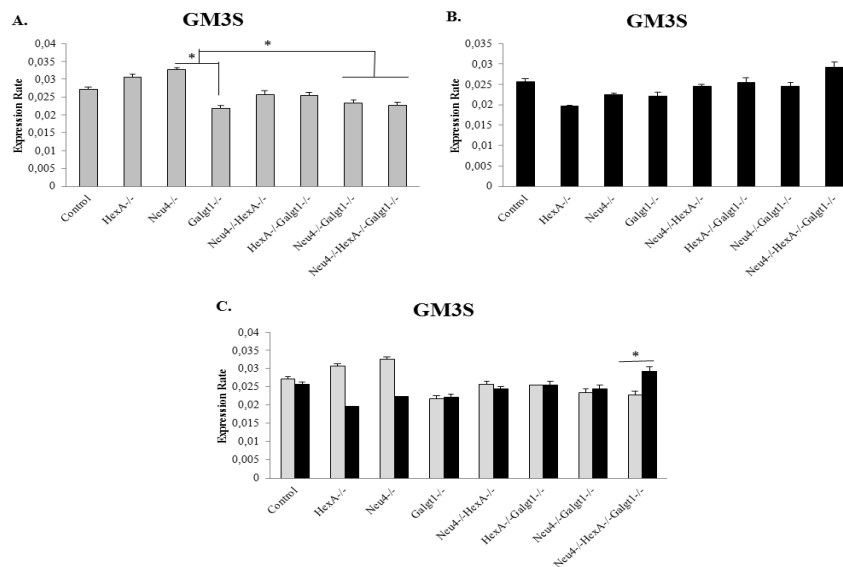 A.
GM3S
Expression Rate
0,04
0,035
0,03
0,025
0,02
0,015
0,01
0,005
0
*
*
Control
HexA-/-
Neu4-/-
Galgt1-/-
Neu4-/-HexA-/-
HexA-/-Galgt1-/-
Neu4-/-Galgt1-/-
Neu4-/-HexA-/-Galgt1-/-
B.
GM3S
Expression Rate
0,035
0,03
0,025
0,02
0,015
0,01
0,005
0
Control
HexA-/-
Neu4-/-
Galgt1-/-
Neu4-/-HexA-/-
HexA-/-Galgt1-/-
Neu4-/-Galgt1-/-
Neu4-/-HexA-/-Galgt1-/-
C.
GM3S
Expression Rate
0,04
0,035
0,03
0,025
0,02
0,015
0,01
0,005
0
*
Control
HexA-/-
Neu4-/-
Galgt1-/-
Neu4-/-HexA-/-
HexA-/-Galgt1-/-
Neu4-/-Galgt1-/-
Neu4-/-HexA-/-Galgt1-/-